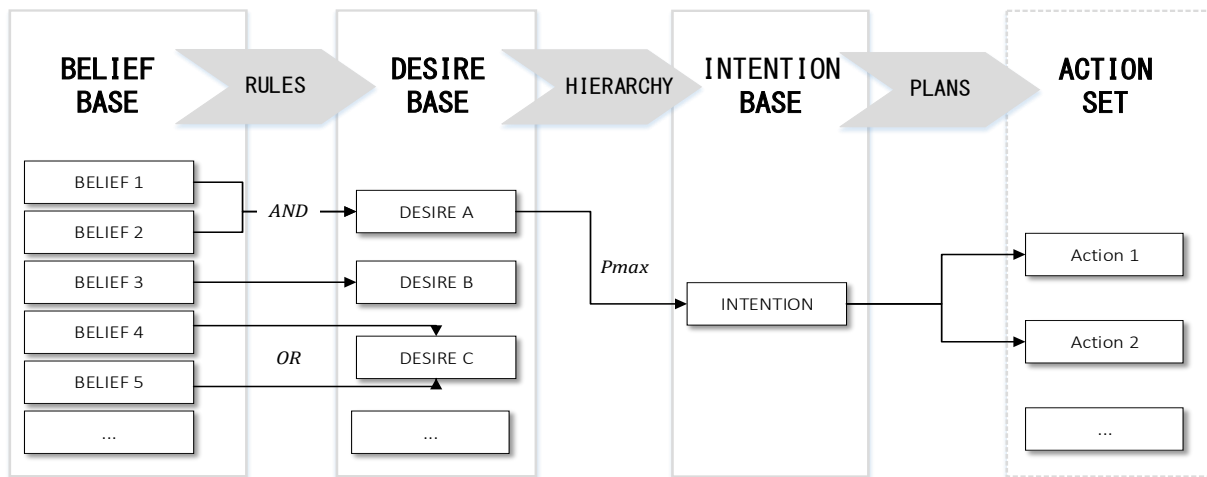 BELIEF
BASE
RULES
DESIRE
BASE
HIERARCHY
INTENTION
BASE
PLANS
ACTION
SET
BELIEF 1
BELIEF 2
BELIEF 3
BELIEF 4
BELIEF 5
...
AND
OR
DESIRE A
DESIRE B
DESIRE C
...
Pmax
INTENTION
Action 1
Action 2
...